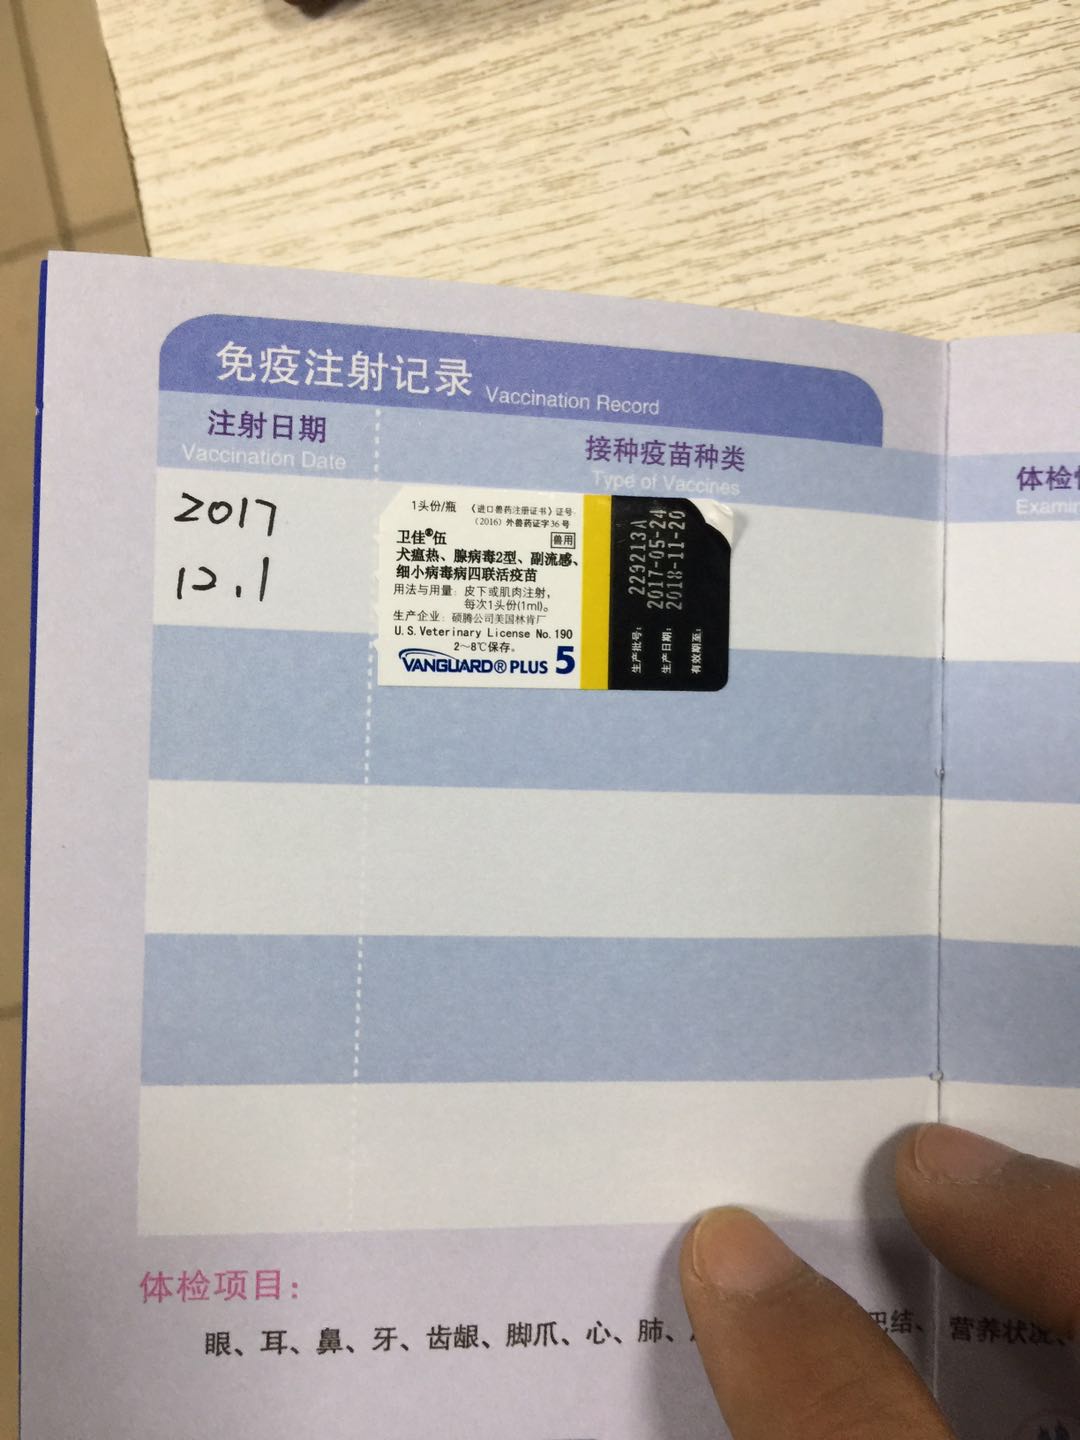 免疫注射记录 Vaccination Record
注射日期
Vaccination Date
接种疫苗种类
Type of Vaccines
体检
Examin
2017
12.1
1头份/瓶 《进口兽药注册证书》证号:
(2016)外兽药证字36号
卫佳®伍 兽用
犬瘟热、腺病毒2型、副流感、
细小病毒病四联活疫苗
用法与用量: 皮下或肌肉注射,
每次1头份(1ml)。
生产企业: 硕腾公司美国林肯厂
U.S. Veterinary License No. 190
2~8℃保存。
VANGUARD® PLUS 5
生产批号: 229213A
生产日期: 2017-05-24
有效期至: 2018-11-20
体检项目:
眼、耳、鼻、牙、齿龈、脚爪、心、肺、 巴结、 营养状况、